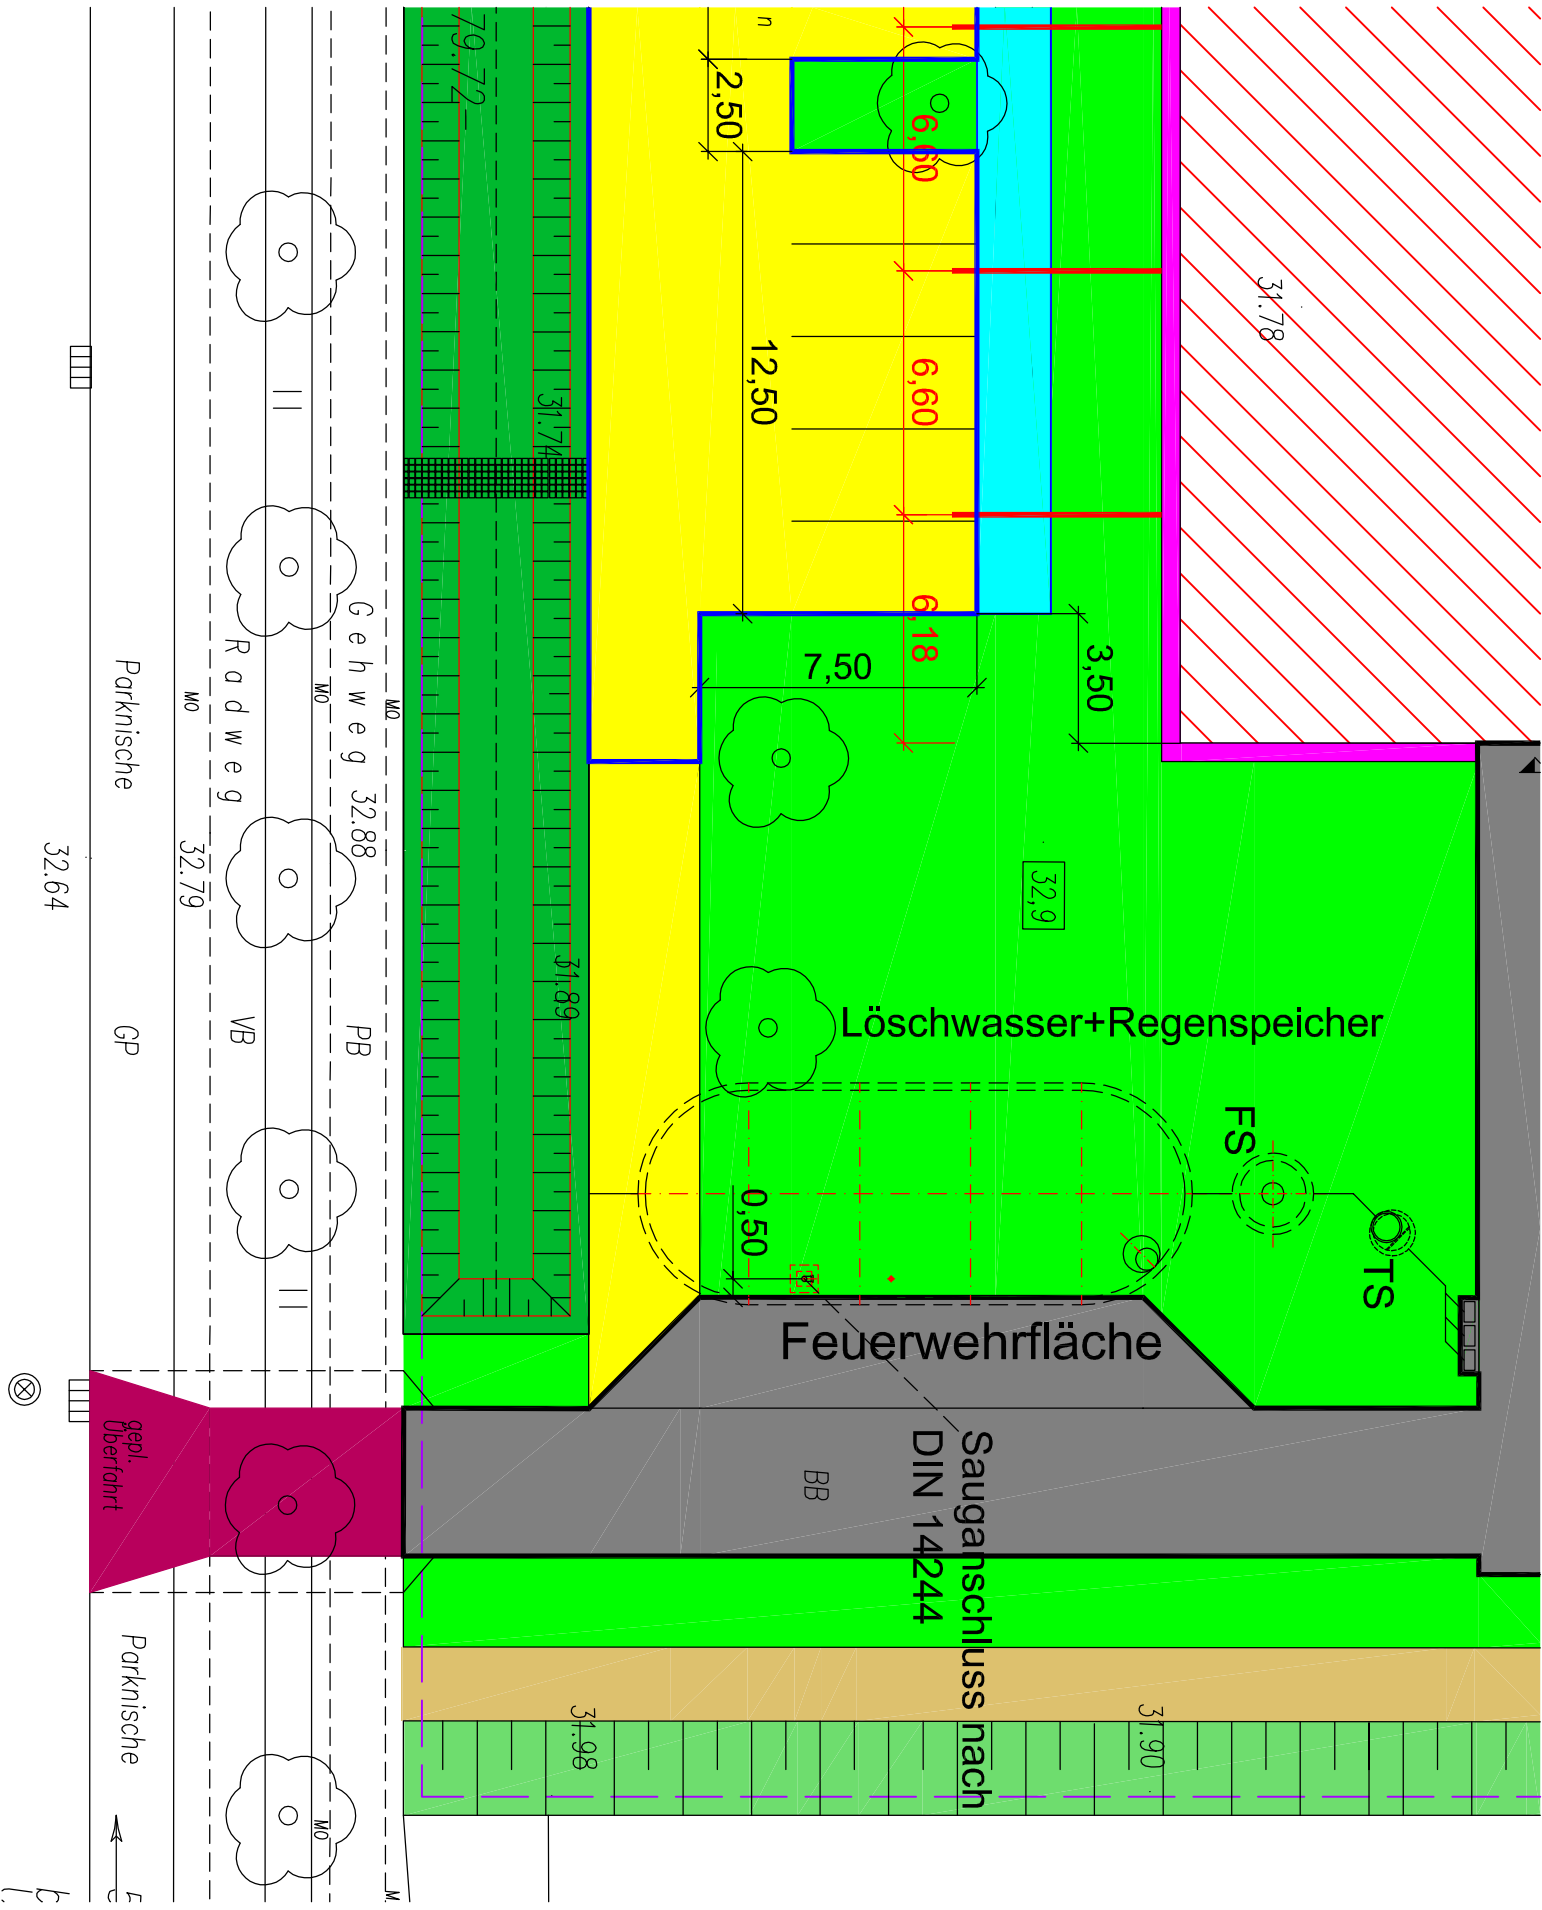 79.72
n
2,50
6,60
31.78
12,50
6,60
31.74
6,18
7,50
3,50
Gehweg 32.88
Radweg
Parknische
MO
MO
MO
32.64
32.79
32,9
31.89
Löschwasser+Regenspeicher
GP
VB
PB
FS
TS
0,50
Feuerwehrfläche
Sauganschluss nach
DIN 14244
BB
gepl.
Überfahrt
Parknische
31.98
31.90
MO
M